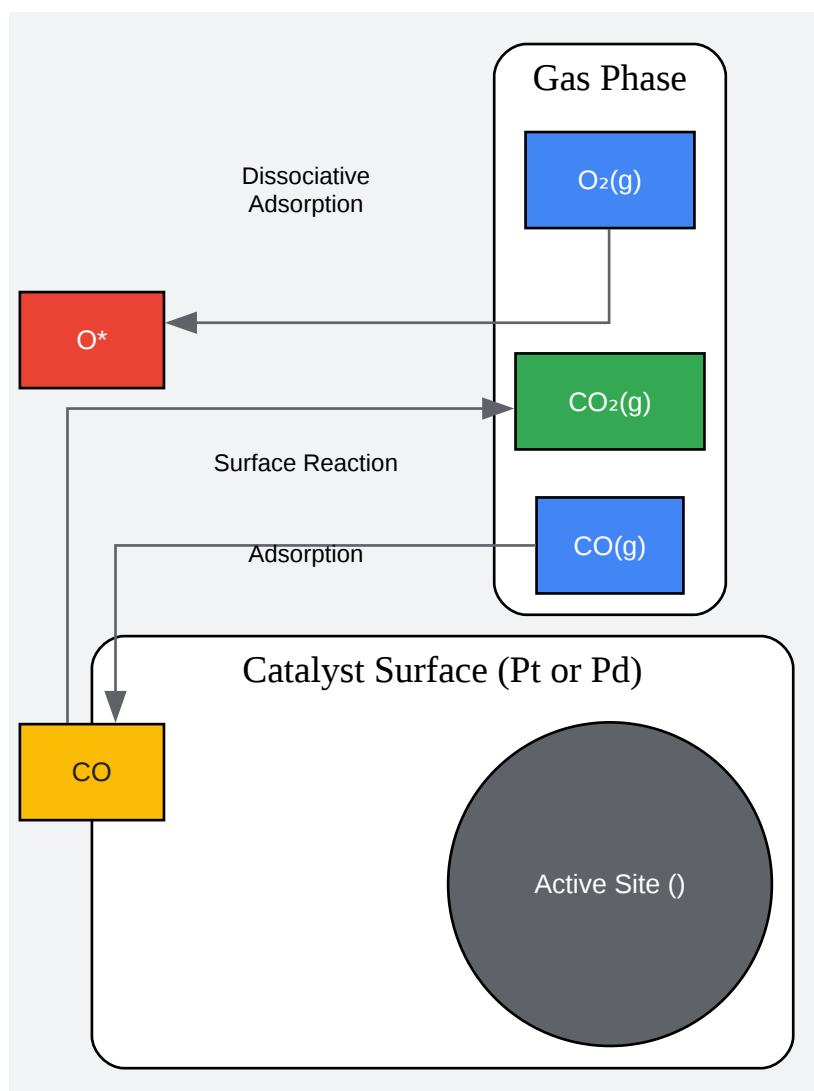 Gas Phase
O₂(g)
Dissociative
Adsorption
O*
CO₂(g)
Surface Reaction
Adsorption
CO(g)
Catalyst Surface (Pt or Pd)
CO
Active Site ()